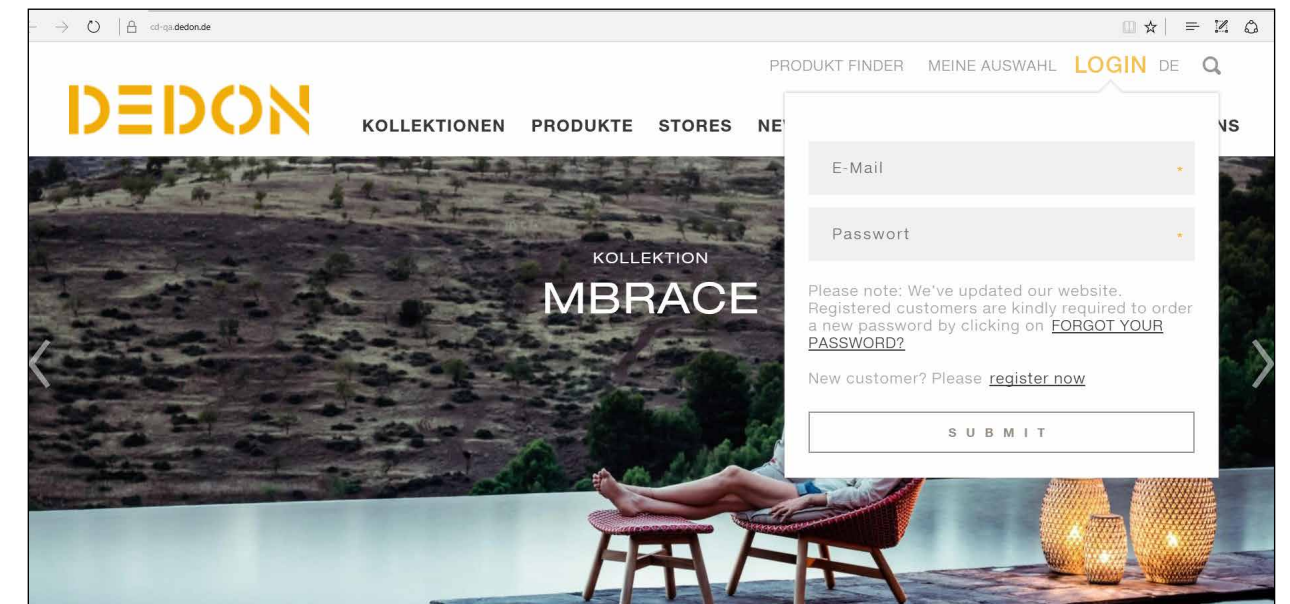 cd-qa.dedon.de
PRODUKT FINDER MEINE AUSWAHL LOGIN DE
DEDON
KOLLEKTIONEN PRODUKTE STORES
E-Mail *
Passwort *
KOLLEKTION
MBRACE
Please note: We've updated our website.
Registered customers are kindly required to order
a new password by clicking on FORGOT YOUR
PASSWORD?
New customer? Please register now
SUBMIT